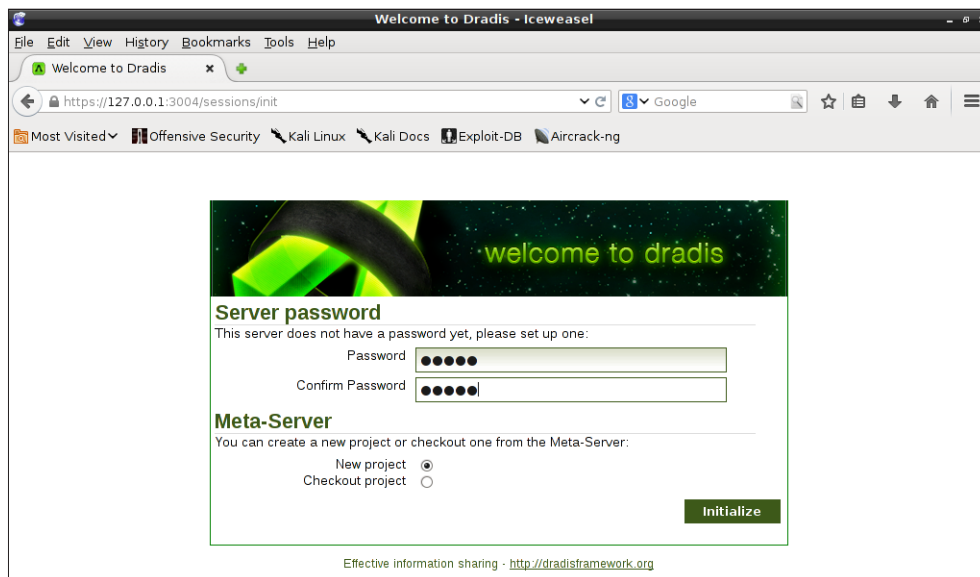 Welcome to Dradis - Iceweasel
File Edit View History Bookmarks Tools Help
Welcome to Dradis
https://127.0.0.1:3004/sessions/init
Google
Most Visited Offensive Security Kali Linux Kali Docs Exploit-DB Aircrack-ng
welcome to dradis
Server password
This server does not have a password yet, please set up one:
Password ●●●●●
Confirm Password ●●●●●
Meta-Server
You can create a new project or checkout one from the Meta-Server:
New project
Checkout project
Initialize
Effective information sharing - http://dradisframework.org